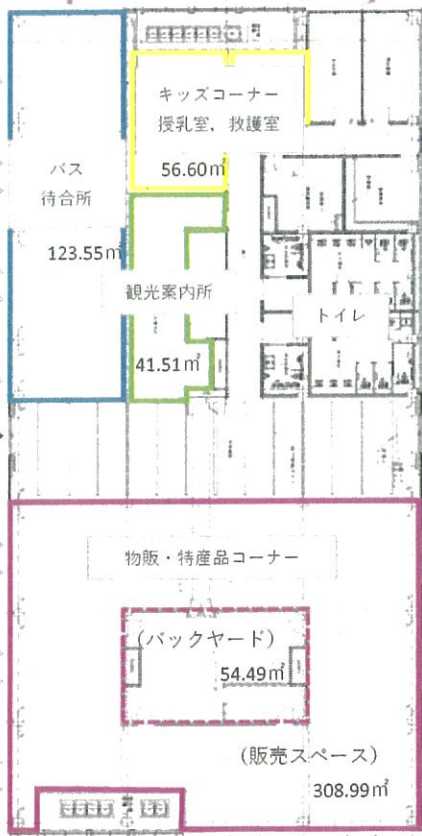 キッズコーナー
授乳室、救護室
56.60㎡
バス
待合所
123.55㎡
観光案内所
41.51㎡
トイレ
物販・特産品コーナー
(バックヤード)
54.49㎡
(販売スペース)
308.99㎡